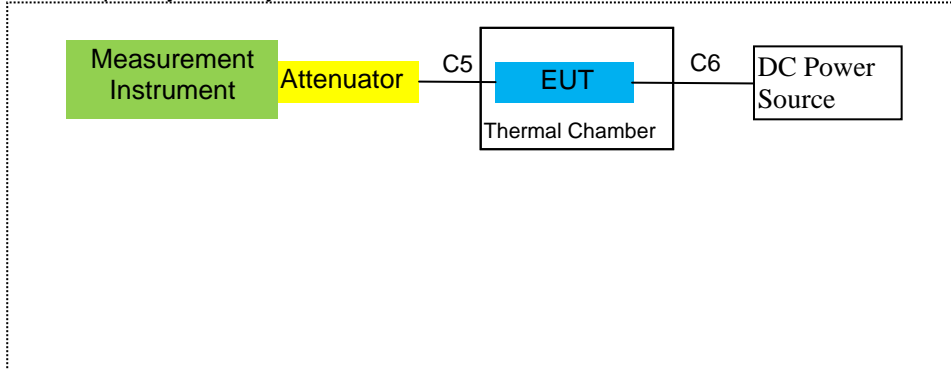 Measurement
Instrument
Attenuator
C5
EUT
Thermal Chamber
C6
DC Power
Source